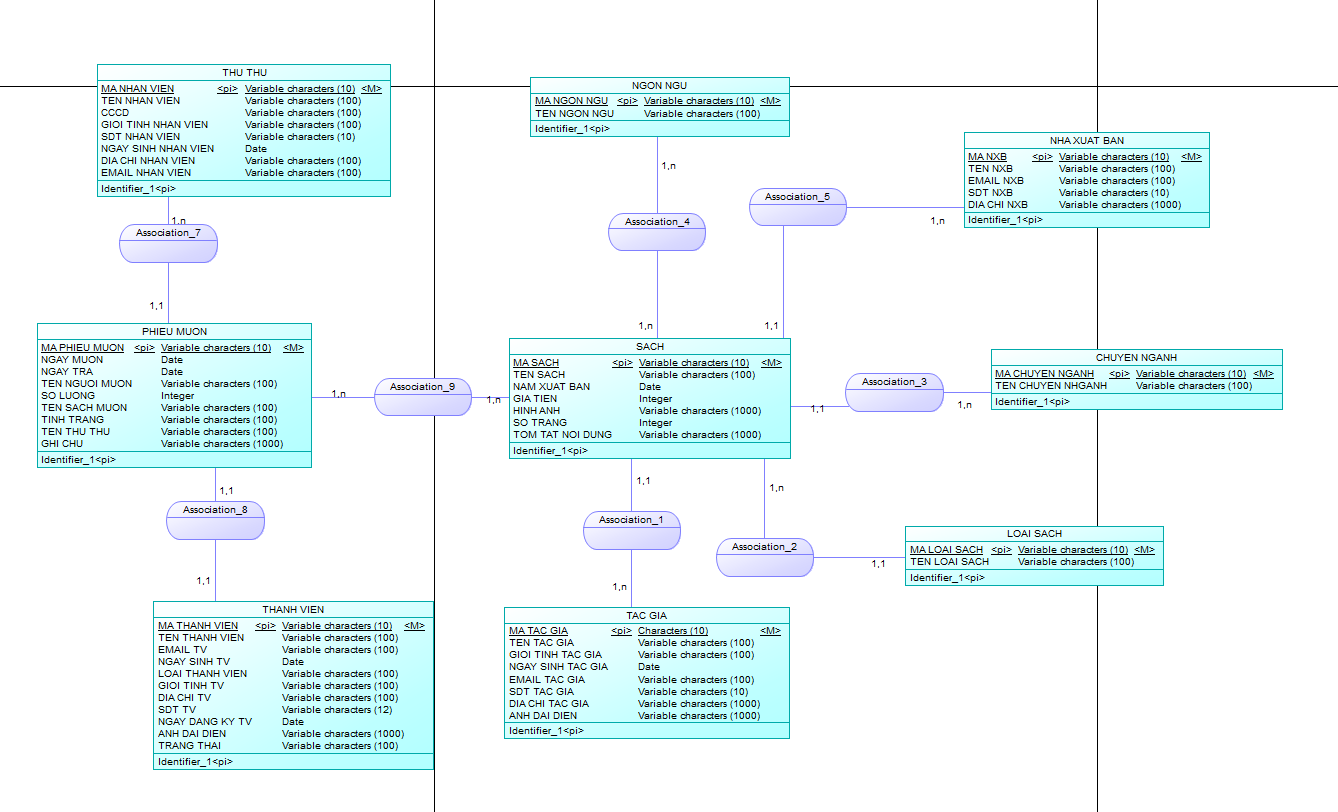 THU THU
MA NHAN VIEN <pi> Variable characters (10) <M>
TEN NHAN VIEN Variable characters (100)
CCCD Variable characters (100)
GIOI TINH NHAN VIEN Variable characters (100)
SDT NHAN VIEN Variable characters (10)
NGAY SINH NHAN VIEN Date
DIA CHI NHAN VIEN Variable characters (100)
EMAIL NHAN VIEN Variable characters (100)
Identifier_1<pi>
NGON NGU
MA NGON NGU <pi> Variable characters (10) <M>
TEN NGON NGU Variable characters (100)
Identifier_1<pi>
NHA XUAT BAN
MA NXB <pi> Variable characters (10) <M>
TEN NXB Variable characters (100)
EMAIL NXB Variable characters (100)
SDT NXB Variable characters (10)
DIA CHI NXB Variable characters (1000)
Identifier_1<pi>
1,n
Association_7
1,1
1,n
Association_4
1,n
Association_5
1,n
1,1
PHIEU MUON
MA PHIEU MUON <pi> Variable characters (10) <M>
NGAY MUON Date
NGAY TRA Date
TEN NGUOI MUON Variable characters (100)
SO LUONG Integer
TEN SACH MUON Variable characters (100)
TINH TRANG Variable characters (100)
TEN THU THU Variable characters (100)
GHI CHU Variable characters (1000)
Identifier_1<pi>
1,n
Association_9
1,n
SACH
MA SACH <pi> Variable characters (10) <M>
TEN SACH Variable characters (100)
NAM XUAT BAN Date
GIA TIEN Integer
HINH ANH Variable characters (1000)
SO TRANG Integer
TOM TAT NOI DUNG Variable characters (1000)
Identifier_1<pi>
1,1
Association_3
1,n
CHUYEN NGANH
MA CHUYEN NGANH <pi> Variable characters (10) <M>
TEN CHUYEN NHGANH Variable characters (100)
Identifier_1<pi>
1,1
Association_8
1,1
1,1
Association_1
1,n
1,n
Association_2
1,1
LOAI SACH
MA LOAI SACH <pi> Variable characters (10) <M>
TEN LOAI SACH Variable characters (100)
Identifier_1<pi>
THANH VIEN
MA THANH VIEN <pi> Variable characters (10) <M>
TEN THANH VIEN Variable characters (100)
EMAIL TV Variable characters (100)
NGAY SINH TV Date
LOAI THANH VIEN Variable characters (100)
GIOI TINH TV Variable characters (100)
DIA CHI TV Variable characters (100)
SDT TV Variable characters (12)
NGAY DANG KY TV Date
ANH DAI DIEN Variable characters (1000)
TRANG THAI Variable characters (100)
Identifier_1<pi>
TAC GIA
MA TAC GIA <pi> Characters (10) <M>
TEN TAC GIA Variable characters (100)
GIOI TINH TAC GIA Variable characters (100)
NGAY SINH TAC GIA Date
EMAIL TAC GIA Variable characters (100)
SDT TAC GIA Variable characters (10)
DIA CHI TAC GIA Variable characters (1000)
ANH DAI DIEN Variable characters (1000)
Identifier_1<pi>